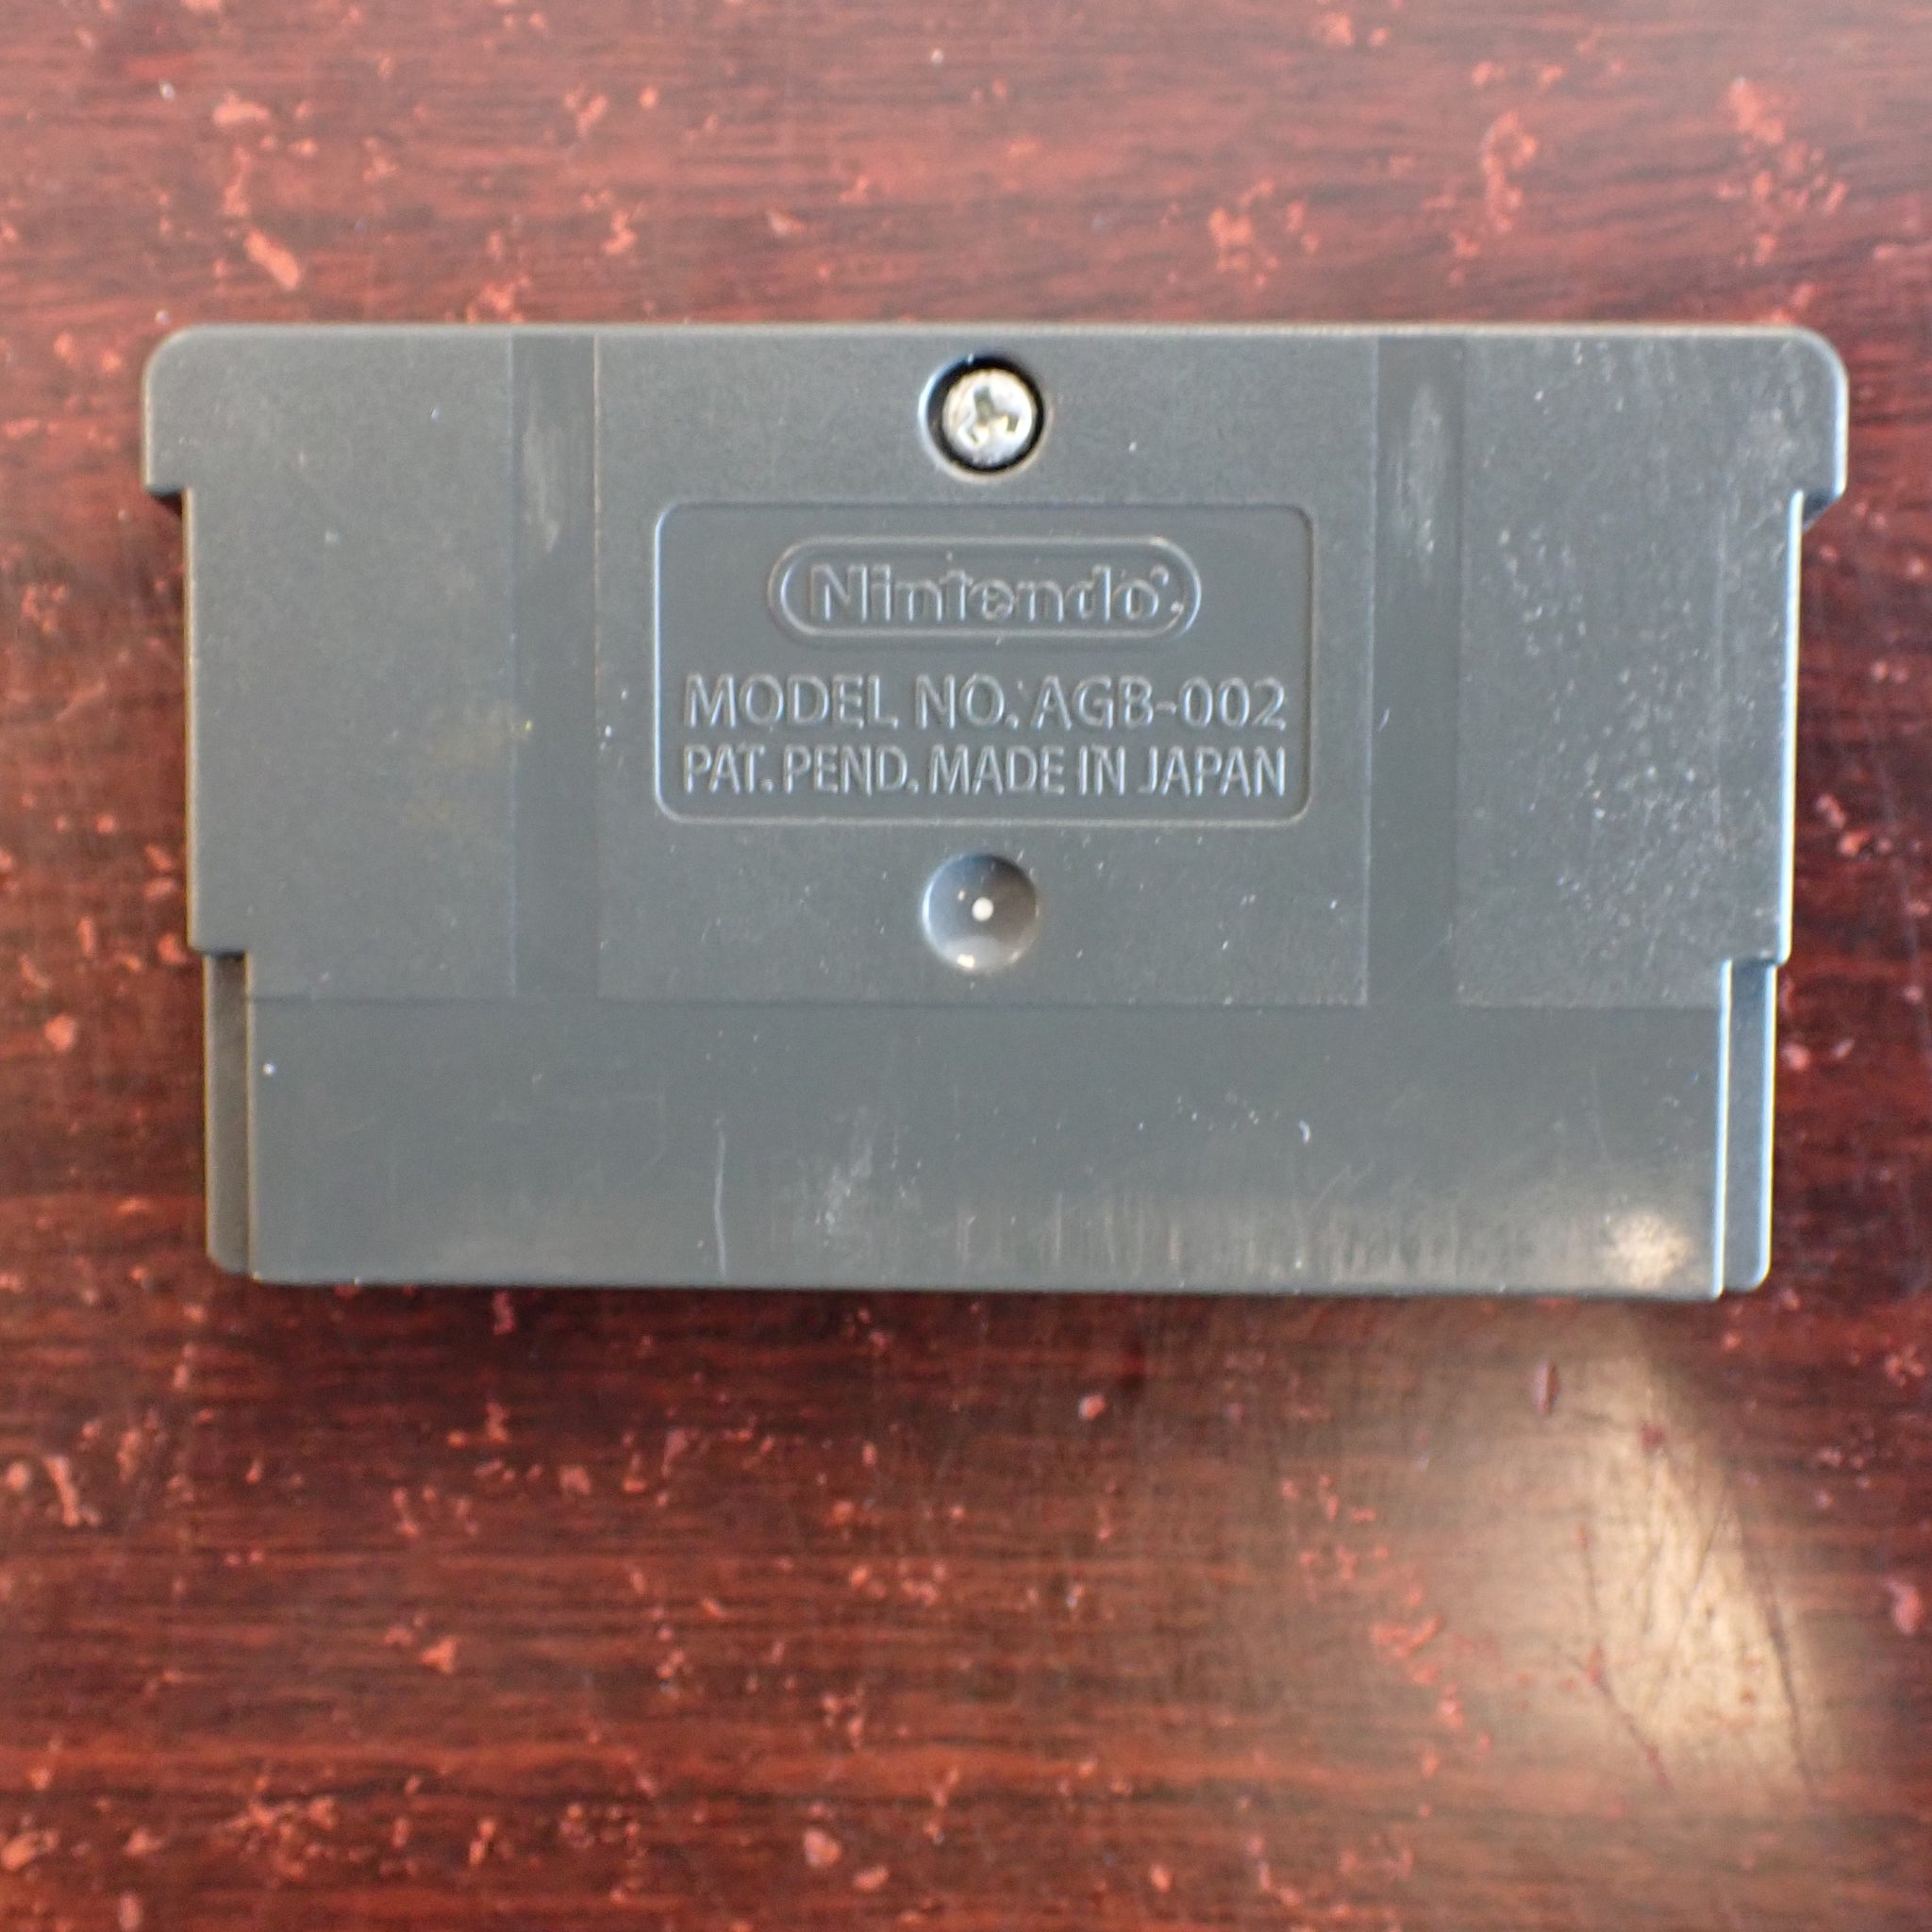 Nintendo
MODEL NO. AGB-002
PAT. PEND. MADE IN JAPAN